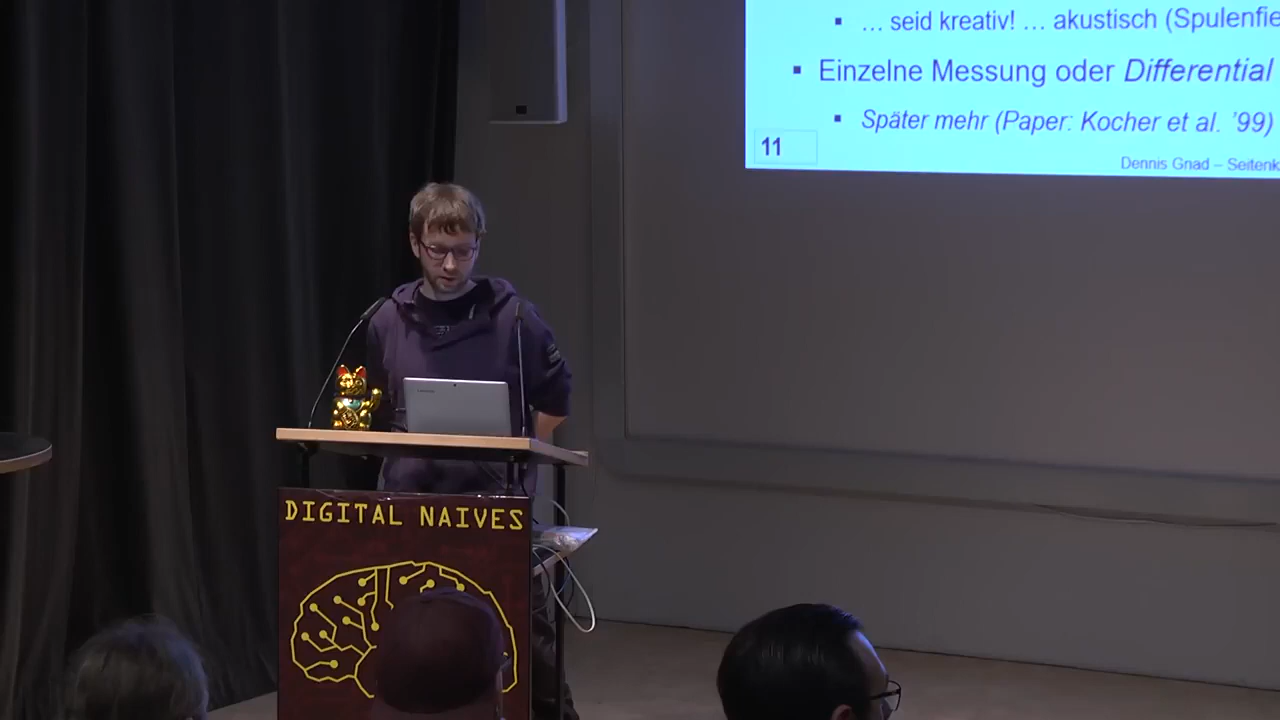 … seid kreativ! … akustisch (Spulenfie
Einzelne Messung oder Differential
Später mehr (Paper: Kocher et al. '99)
11
Dennis Gnad – Seitenk
DIGITAL NAIVES